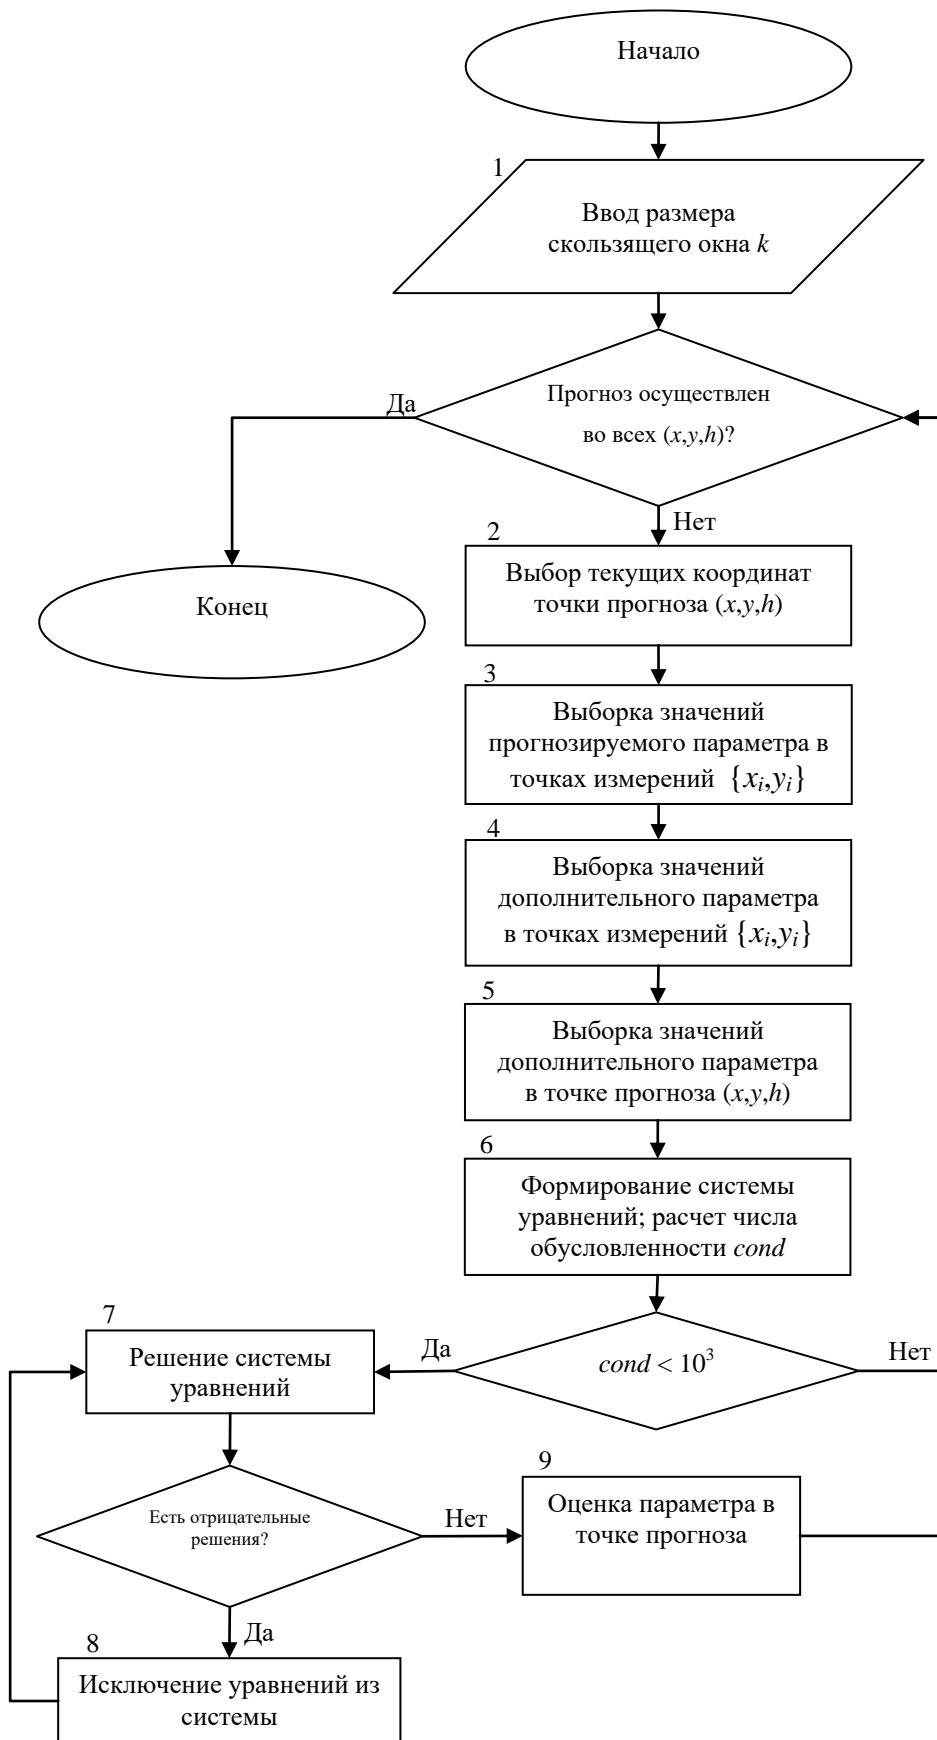 Начало
1
Ввод размера
скользящего окна k
Прогноз осуществлен
во всех (x,y,h)?
Да
Нет
Конец
2
Выбор текущих координат
точки прогноза (x,y,h)
3
Выборка значений
прогнозируемого параметра в
точках измерений {xᵢ,yᵢ}
4
Выборка значений
дополнительного параметра
в точках измерений {xᵢ,yᵢ}
5
Выборка значений
дополнительного параметра
в точке прогноза (x,y,h)
6
Формирование системы
уравнений; расчет числа
обусловленности cond
cond < 10³
Да
Нет
7
Решение системы
уравнений
Есть отрицательные
решения?
Нет
Да
9
Оценка параметра в
точке прогноза
8
Исключение уравнений из
системы